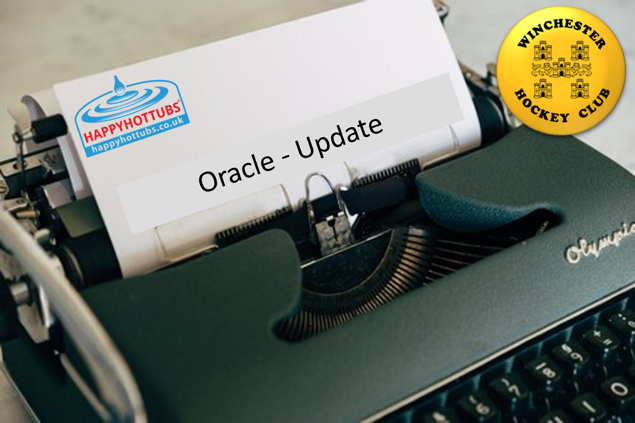 WINCHESTER
HOCKEY CLUB
HAPPYHOTTUBS
happyhottubs.co.uk
Oracle - Update
Olympia